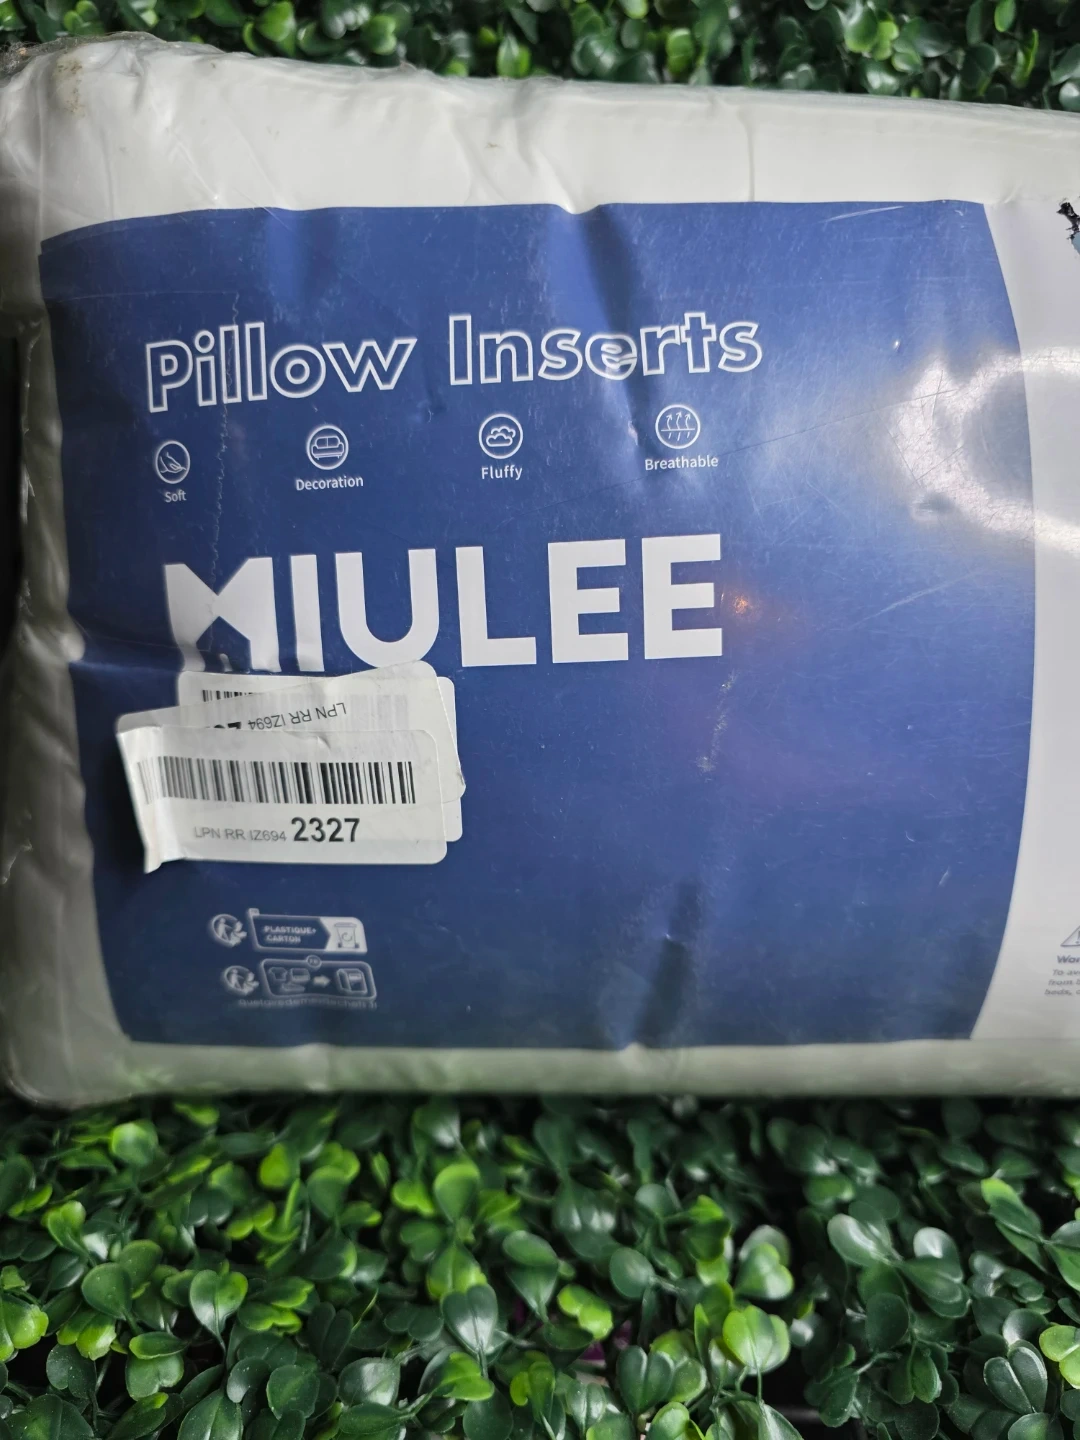 Pillow Inserts
Soft
Decoration
Fluffy
Breathable
MIULEE
LPN RR IZ694
LPN RR IZ694 2327
PLASTIQUE+
CARTON